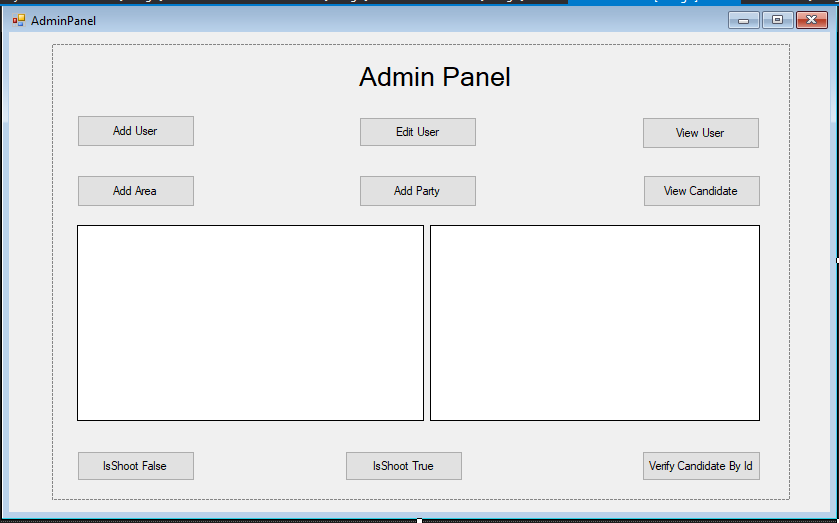 AdminPanel
Admin Panel
Add User
Edit User
View User
Add Area
Add Party
View Candidate
IsShoot False
IsShoot True
Verify Candidate By Id